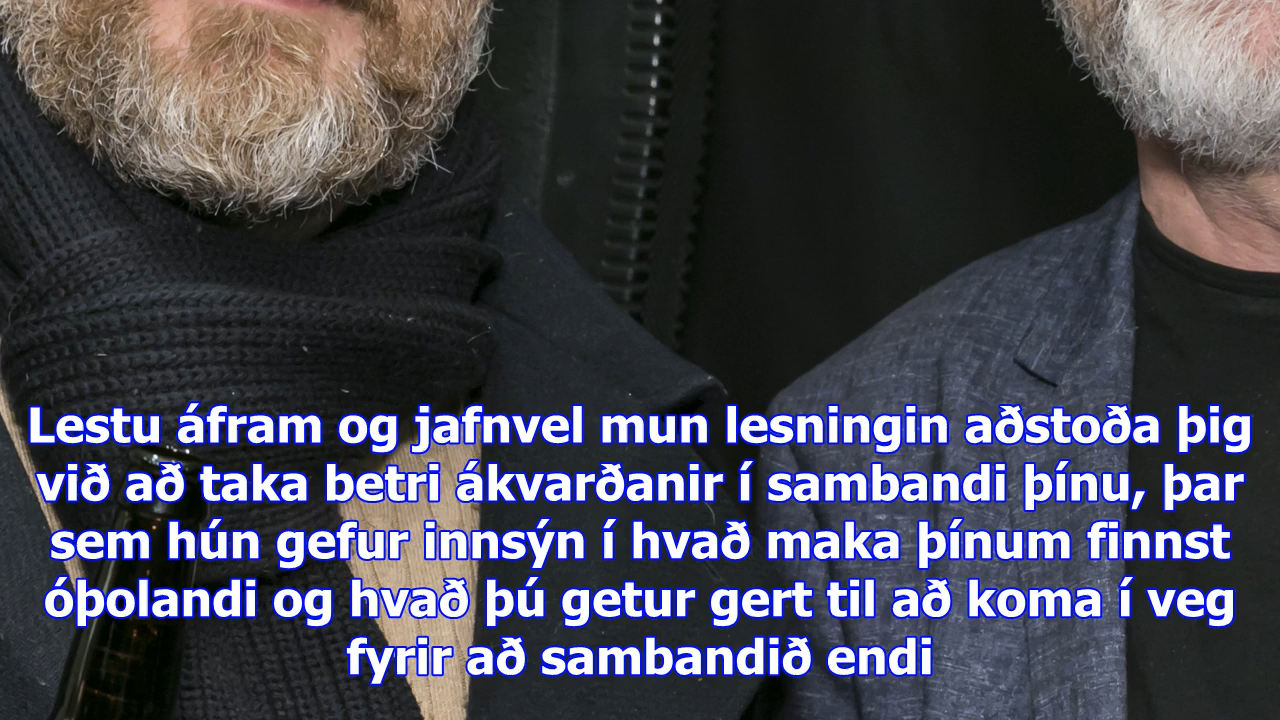 Lestu áfram og jafnvel mun lesningin aðstoða þig
við að taka betri ákvarðanir í sambandi þínu, þar
sem hún gefur innsýn í hvað maka þínum finnst
óþolandi og hvað þú getur gert til að koma í veg
fyrir að sambandið endi